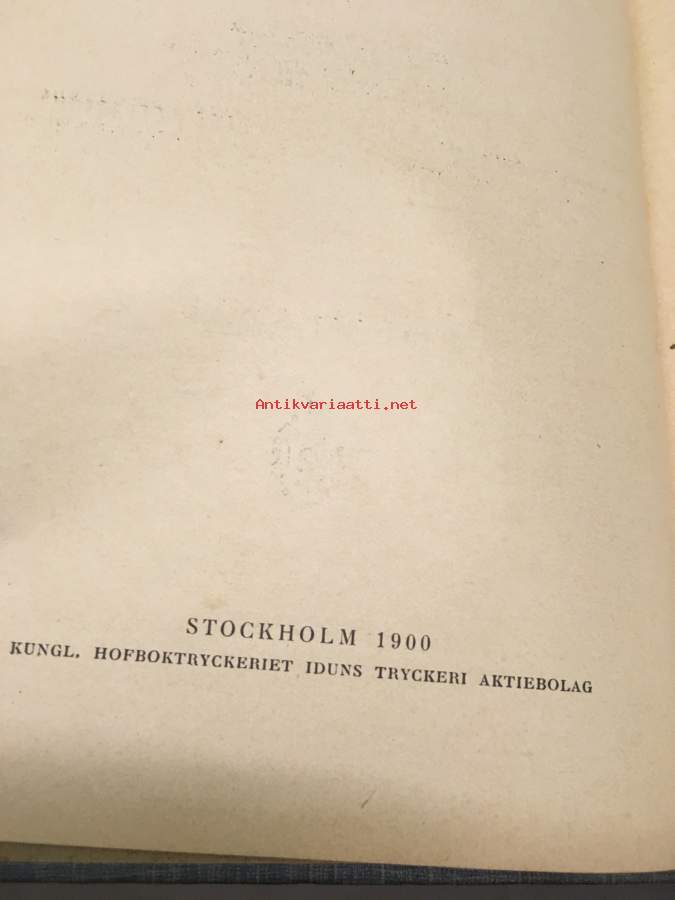 Antikvariaatti.net
STOCKHOLM 1900
KUNGL. HOFBOKTRYCKERIET IDUNS TRYCKERI AKTIEBOLAG